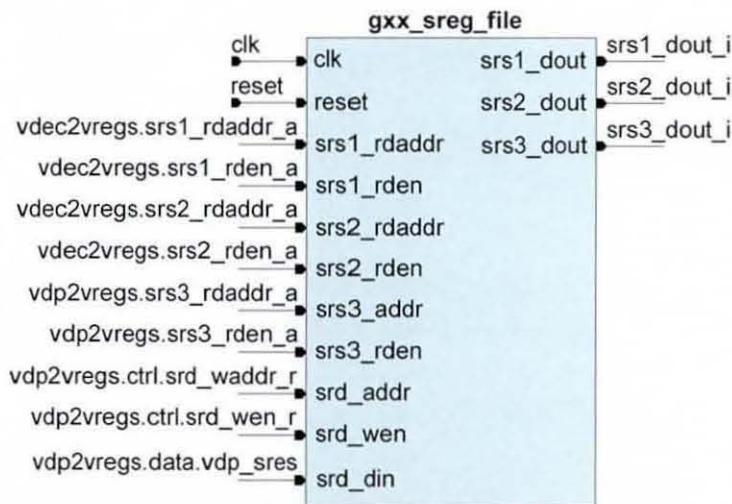 gxx_sreg_file
clk clk srs1_dout srs1_dout_i
reset reset srs2_dout srs2_dout_i
vdec2vregs.srs1_rdaddr_a srs1_rdaddr srs3_dout srs3_dout_i
vdec2vregs.srs1_rden_a srs1_rden
vdec2vregs.srs2_rdaddr_a srs2_rdaddr
vdec2vregs.srs2_rden_a srs2_rden
vdp2vregs.srs3_rdaddr_a srs3_addr
vdp2vregs.srs3_rden_a srs3_rden
vdp2vregs.ctrl.srd_waddr_r srd_addr
vdp2vregs.ctrl.srd_wen_r srd_wen
vdp2vregs.data.vdp_sres srd_din